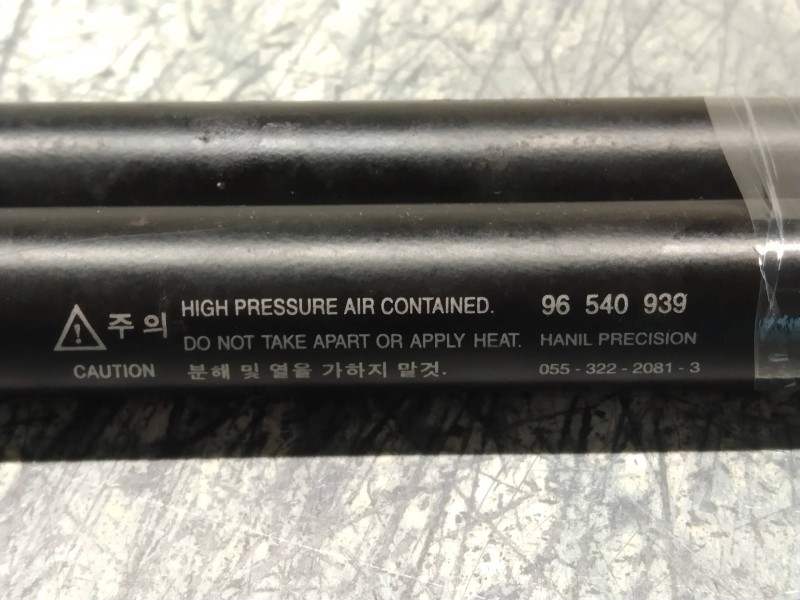 주의 HIGH PRESSURE AIR CONTAINED. 96 540 939
DO NOT TAKE APART OR APPLY HEAT. HANIL PRECISION
CAUTION 분해 및 열을 가하지 말것. 055-322-2081-3